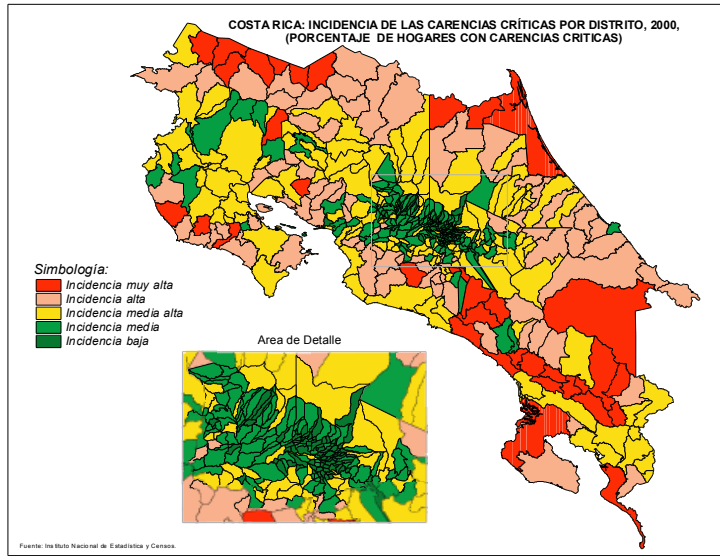 COSTA RICA: INCIDENCIA DE LAS CARENCIAS CRÍTICAS POR DISTRITO, 2000,
(PORCENTAJE DE HOGARES CON CARENCIAS CRITICAS)
Simbología:
Incidencia muy alta
Incidencia alta
Incidencia media alta
Incidencia media
Incidencia baja
Area de Detalle
Fuente: Instituto Nacional de Estadística y Censos.